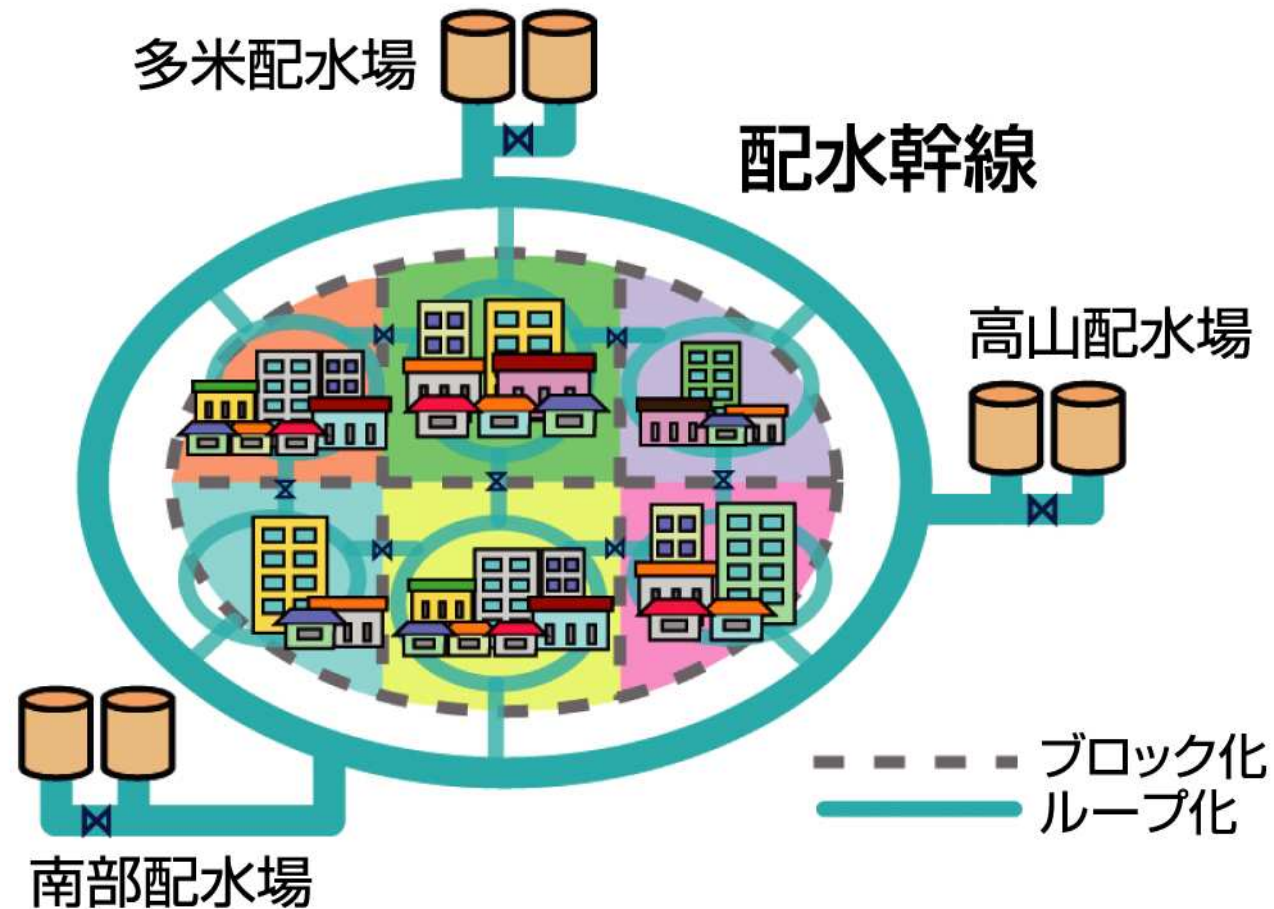 多米配水場
配水幹線
高山配水場
ブロック化
ループ化
南部配水場